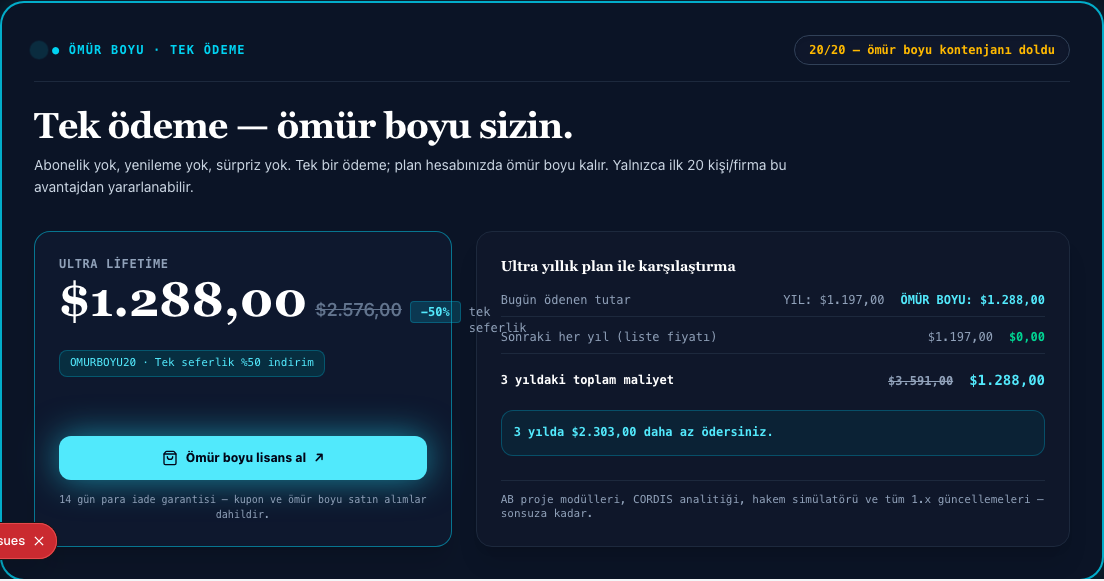 ÖMÜR BOYU · TEK ÖDEME
20/20 — ömür boyu kontenjanı doldu
Tek ödeme — ömür boyu sizin.
Abonelik yok, yenileme yok, sürpriz yok. Tek bir ödeme; plan hesabınızda ömür boyu kalır. Yalnızca ilk 20 kişi/firma bu
avantajdan yararlanabilir.
ULTRA LİFETİME
$1.288,00 $2.576,00 −50% tek
seferlik
OMURBOYU20 · Tek seferlik %50 indirim
Ömür boyu lisans al ↗
14 gün para iade garantisi — kupon ve ömür boyu satın alımlar
dahildir.
Ultra yıllık plan ile karşılaştırma
Bugün ödenen tutar YIL: $1.197,00 ÖMÜR BOYU: $1.288,00
Sonraki her yıl (liste fiyatı) $1.197,00 $0,00
3 yıldaki toplam maliyet $3.591,00 $1.288,00
3 yılda $2.303,00 daha az ödersiniz.
AB proje modülleri, CORDIS analitiği, hakem simülatörü ve tüm 1.x güncellemeleri —
sonsuza kadar.
sues